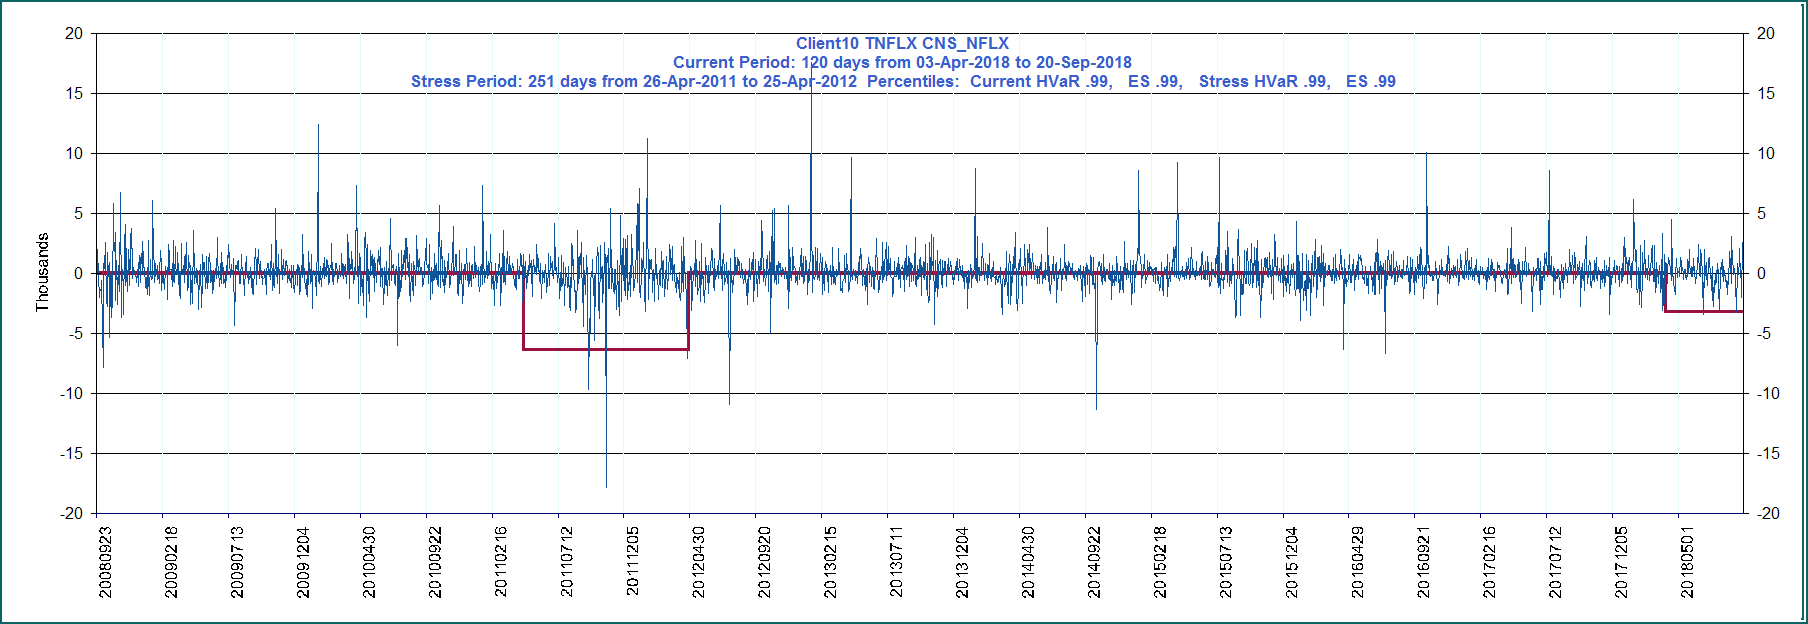 Client10 TNFLX CNS_NFLX
Current Period: 120 days from 03-Apr-2018 to 20-Sep-2018
Stress Period: 251 days from 26-Apr-2011 to 25-Apr-2012 Percentiles: Current HVaR .99, ES .99, Stress HVaR .99, ES .99
20 20
15 15
10 10
5 5
0 0
-5 -5
-10 -10
-15 -15
-20 -20
Thousands
20080923 20090218 20090713 20091204 20100430 20100922 20110216 20110712 20111205 20120430 20120920 20130215 20130711 20131204 20140430 20140922 20150218 20150713 20151204 20160429 20160921 20170216 20170712 20171205 20180501